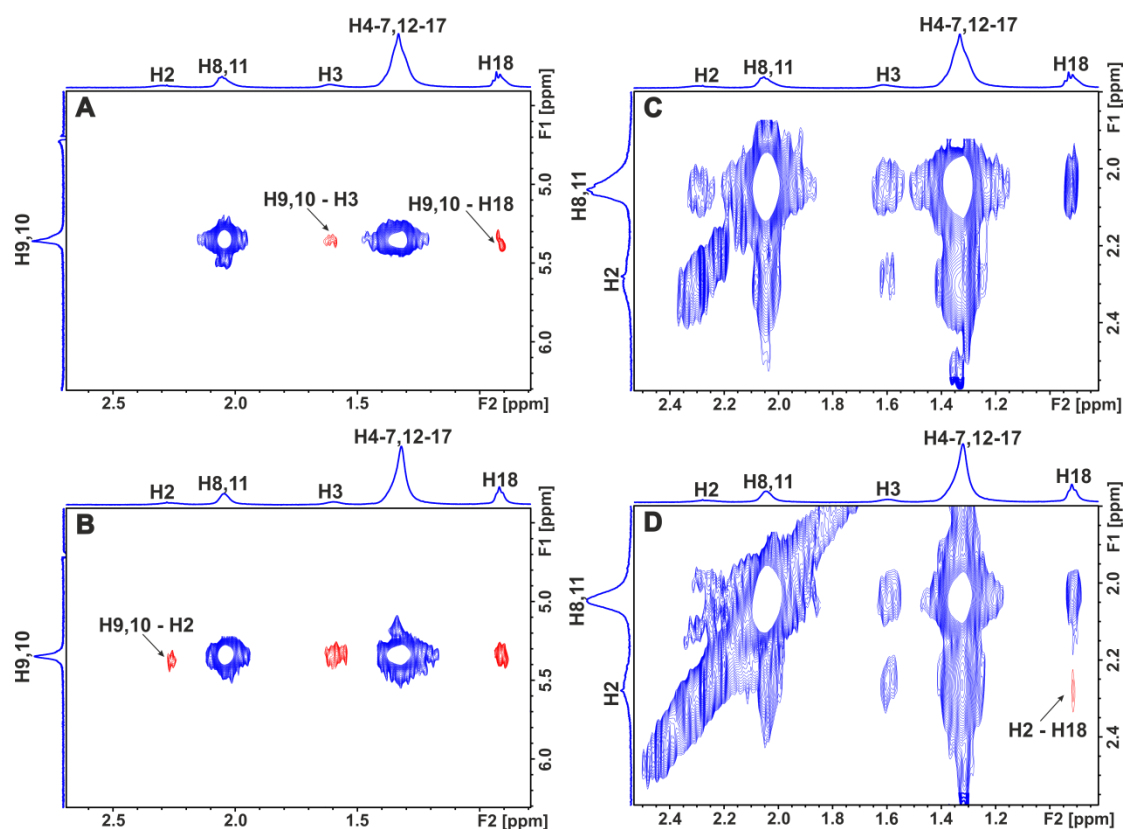 H4-7,12-17
H2
H8,11
H3
H18
A
F1 [ppm]
5.0
5.5
6.0
H9,10
H9,10 - H3
H9,10 - H18
2.5
2.0
1.5
F2 [ppm]
H4-7,12-17
H2
H8,11
H3
H18
C
F1 [ppm]
2.0
2.2
2.4
H8,11
H2
2.4
2.2
2.0
1.8
1.6
1.4
1.2
F2 [ppm]
H4-7,12-17
H2
H8,11
H3
H18
B
F1 [ppm]
5.0
5.5
6.0
H9,10
H9,10 - H2
2.5
2.0
1.5
F2 [ppm]
H4-7,12-17
H2
H8,11
H3
H18
D
F1 [ppm]
2.0
2.2
2.4
H8,11
H2
H2 - H18
2.4
2.2
2.0
1.8
1.6
1.4
1.2
F2 [ppm]